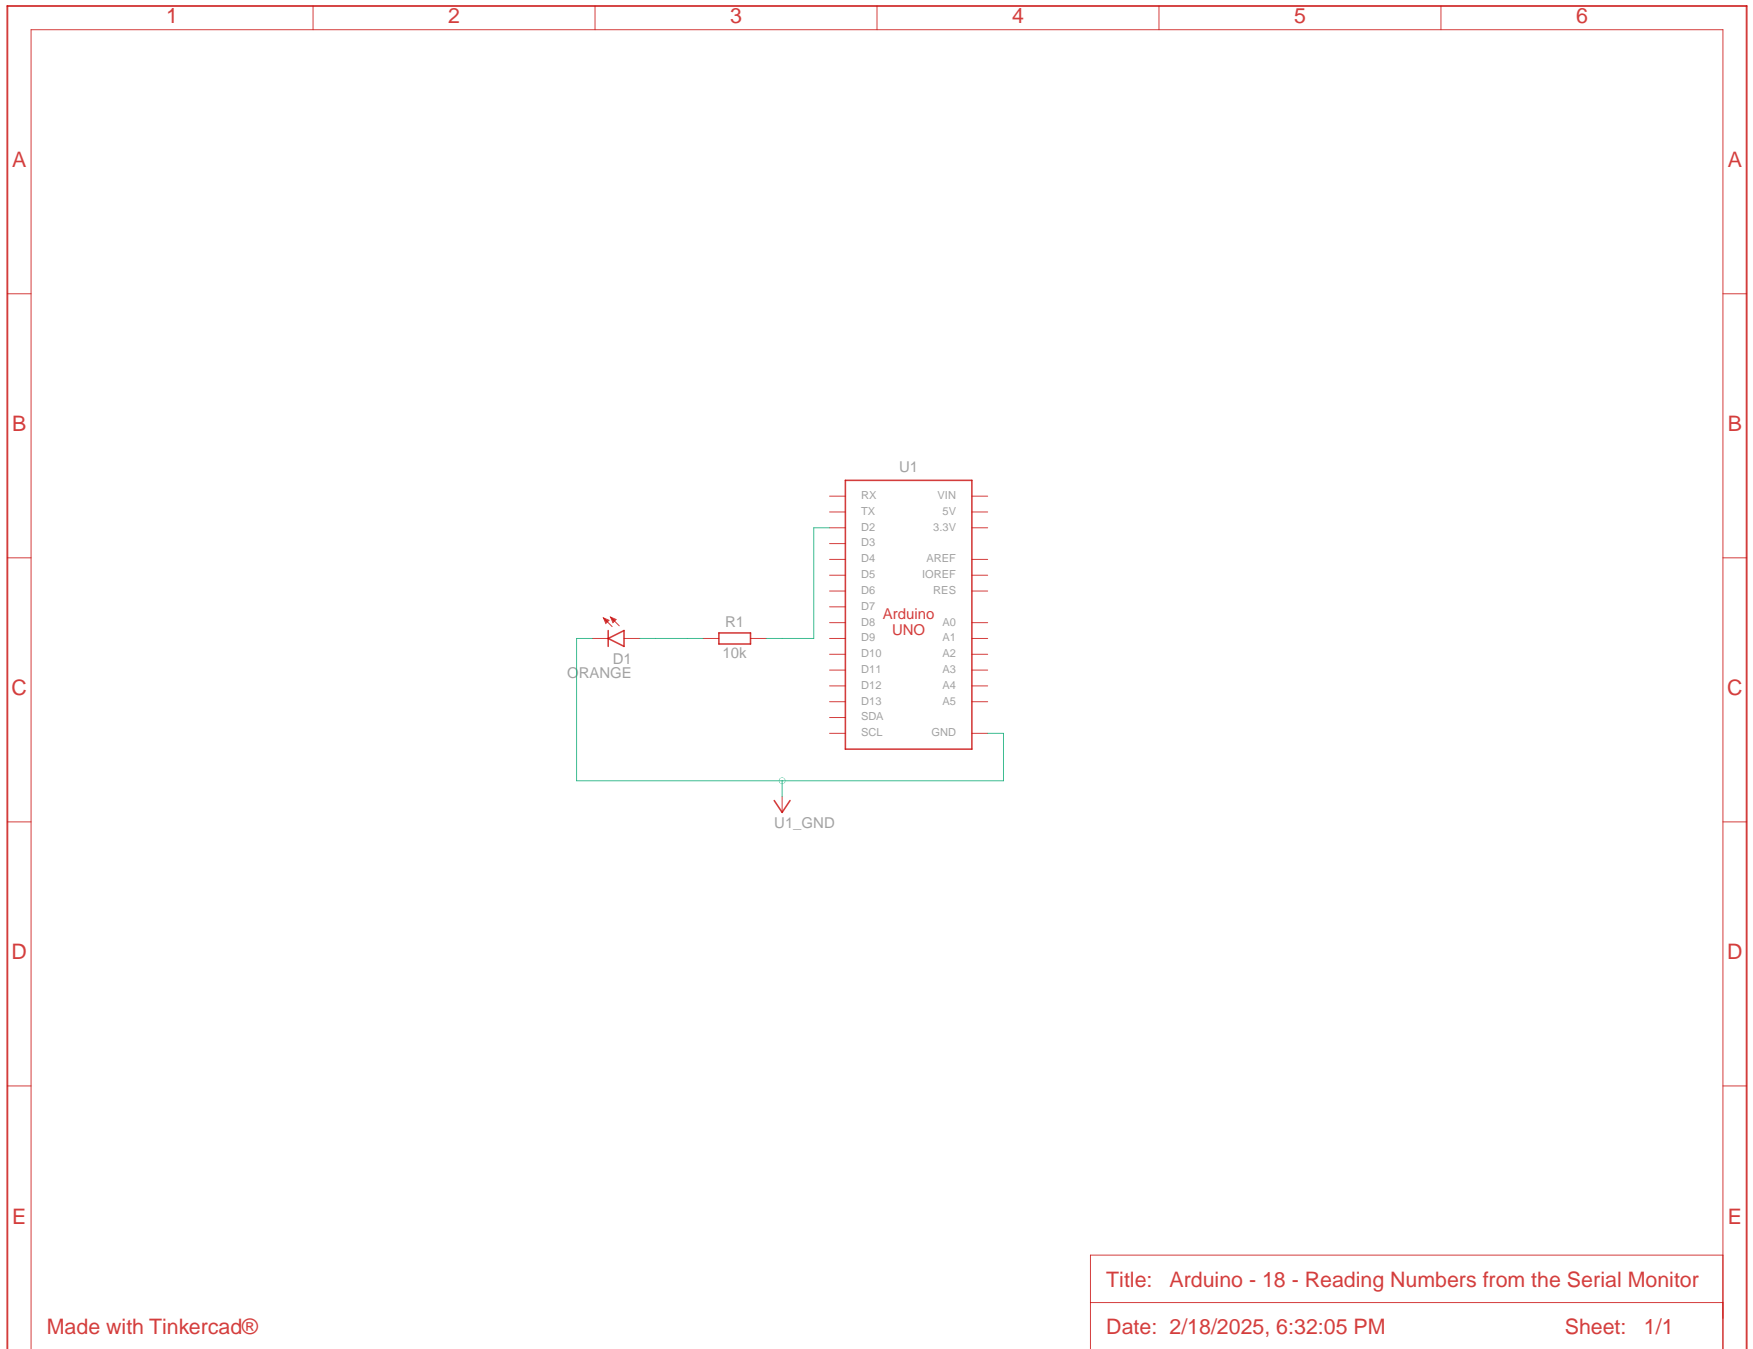 1 2 3 4 5 6
A A
B B
U1
RX VIN
TX 5V
D2 3.3V
D3
D4 AREF
D5 IOREF
D6 RES
D7
Arduino
UNO
D8 A0
D9 A1
D10 A2
D11 A3
D12 A4
D13 A5
SDA
SCL GND
R1
10k
D1
ORANGE
C C
U1_GND
D D
E E
Title: Arduino - 18 - Reading Numbers from the Serial Monitor
Made with Tinkercad®
Date: 2/18/2025, 6:32:05 PM Sheet: 1/1